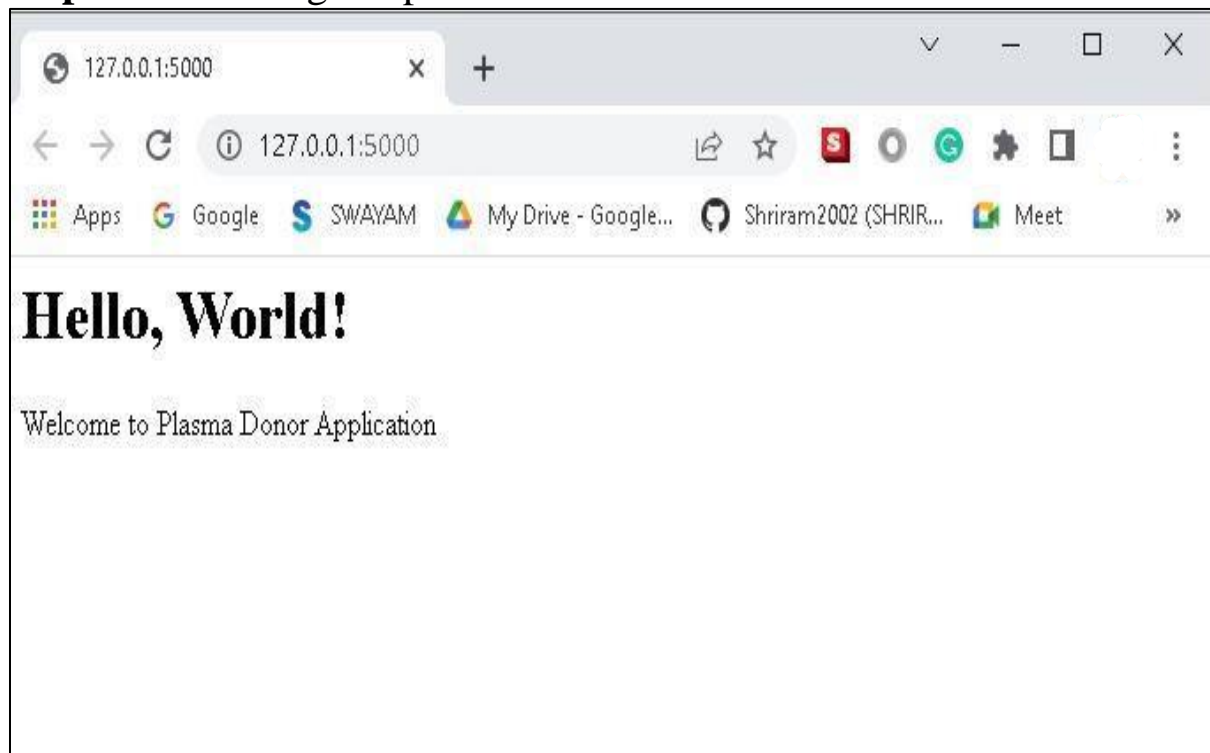 127.0.0.1:5000
127.0.0.1:5000
Apps Google SWAYAM My Drive - Google... Shriram2002 (SHRIR... Meet
Hello, World!
Welcome to Plasma Donor Application